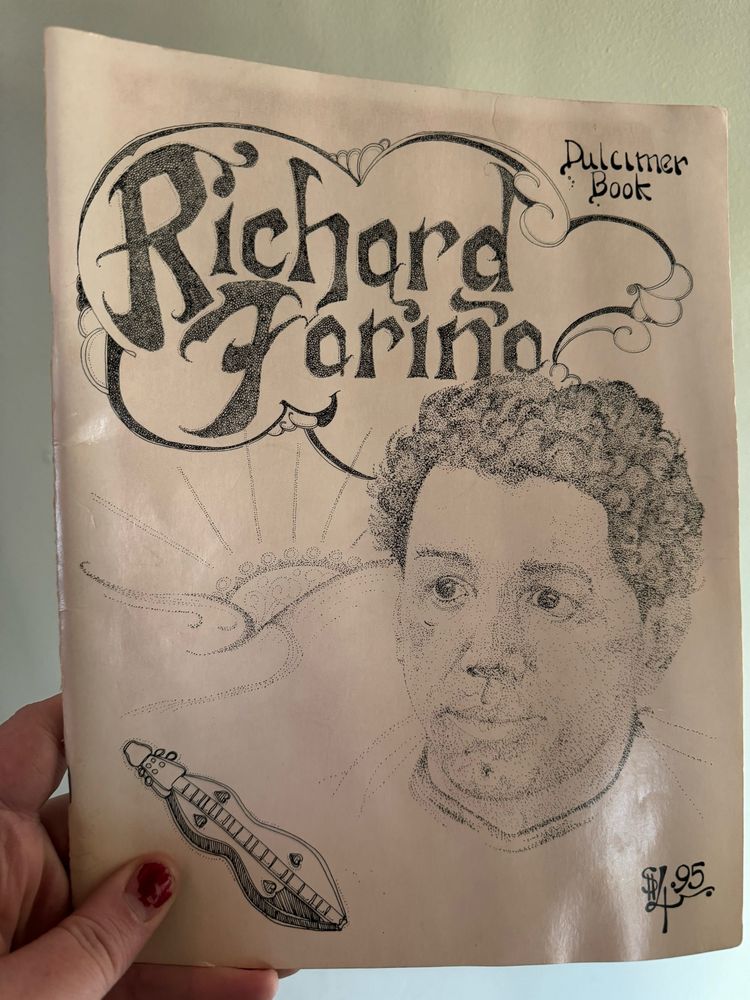 Richard
Fariña
Dulcimer
Book
$4.95